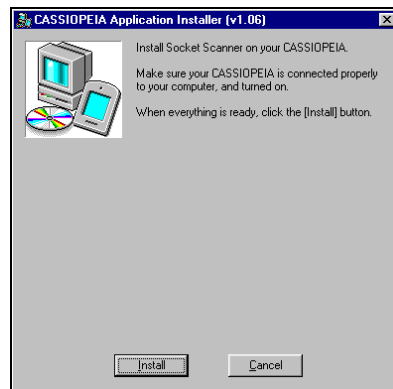 CASSIOPEIA Application Installer (v1.06)
Install Socket Scanner on your CASSIOPEIA.
Make sure your CASSIOPEIA is connected properly
to your computer, and turned on.
When everything is ready, click the [Install] button.
Install
Cancel